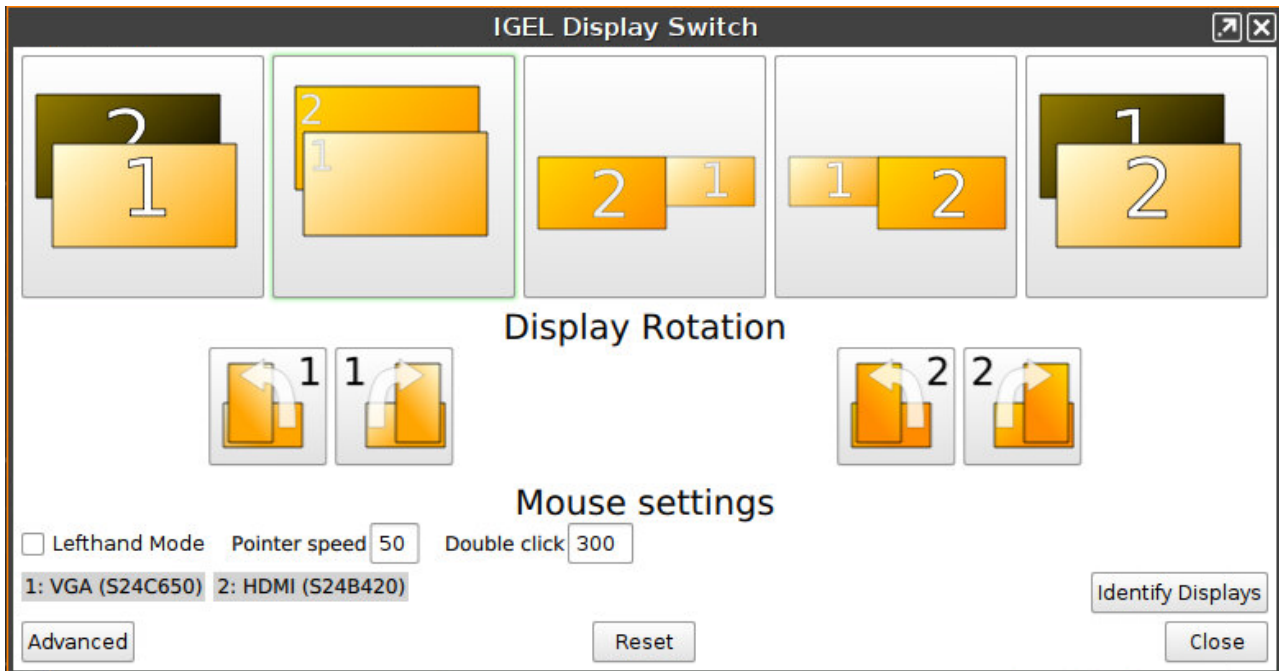 IGEL Display Switch
2 1
2 1
2 1
1 2
1 2
Display Rotation
1 1 2 2
Mouse settings
Lefthand Mode Pointer speed 50 Double click 300
1: VGA (S24C650) 2: HDMI (S24B420)
Identify Displays
Advanced Reset Close